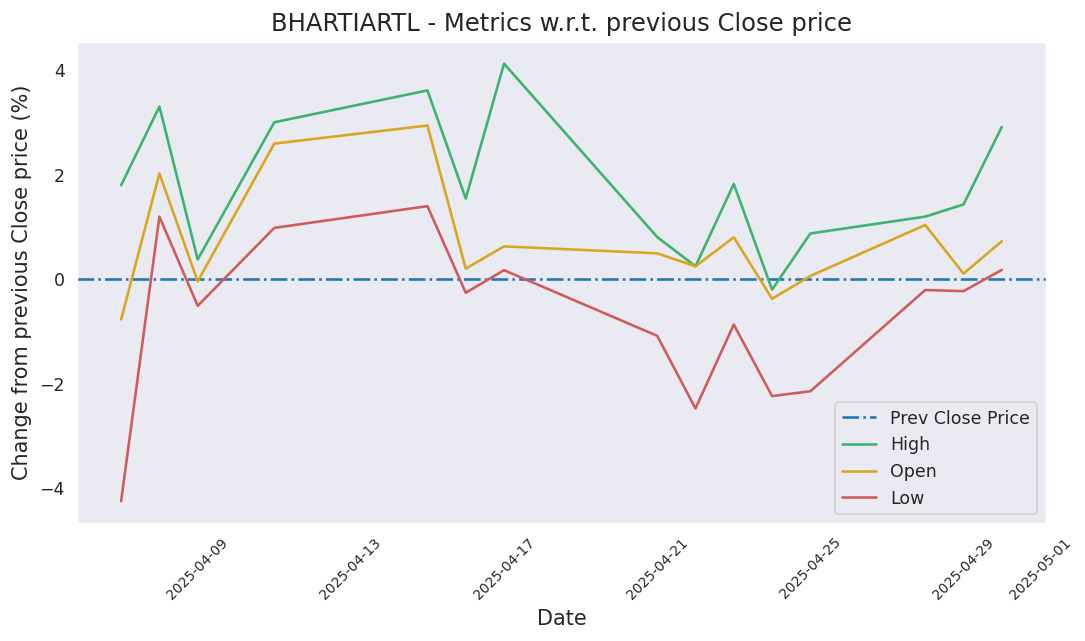 BHARTIARTL - Metrics w.r.t. previous Close price
Change from previous Close price (%)
4
2
0
−2
−4
Prev Close Price
High
Open
Low
2025-04-09
2025-04-13
2025-04-17
2025-04-21
2025-04-25
2025-04-29
2025-05-01
Date